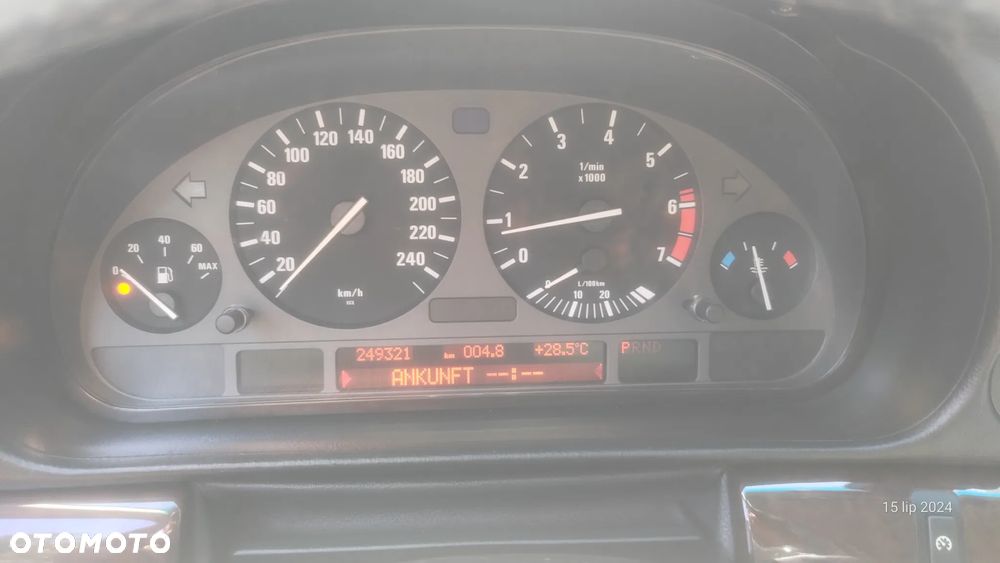 20 40 60 80 100 120 140 160 180 200 220 240
km/h
0 1 2 3 4 5 6 7
1/min
x 1000
0 20 40 60 MAX
0 10 20
L/100km
249321 km 004.8 +28.5°C
PRND
ANKUNFT --:--
15 lip 2024
OTOMOTO